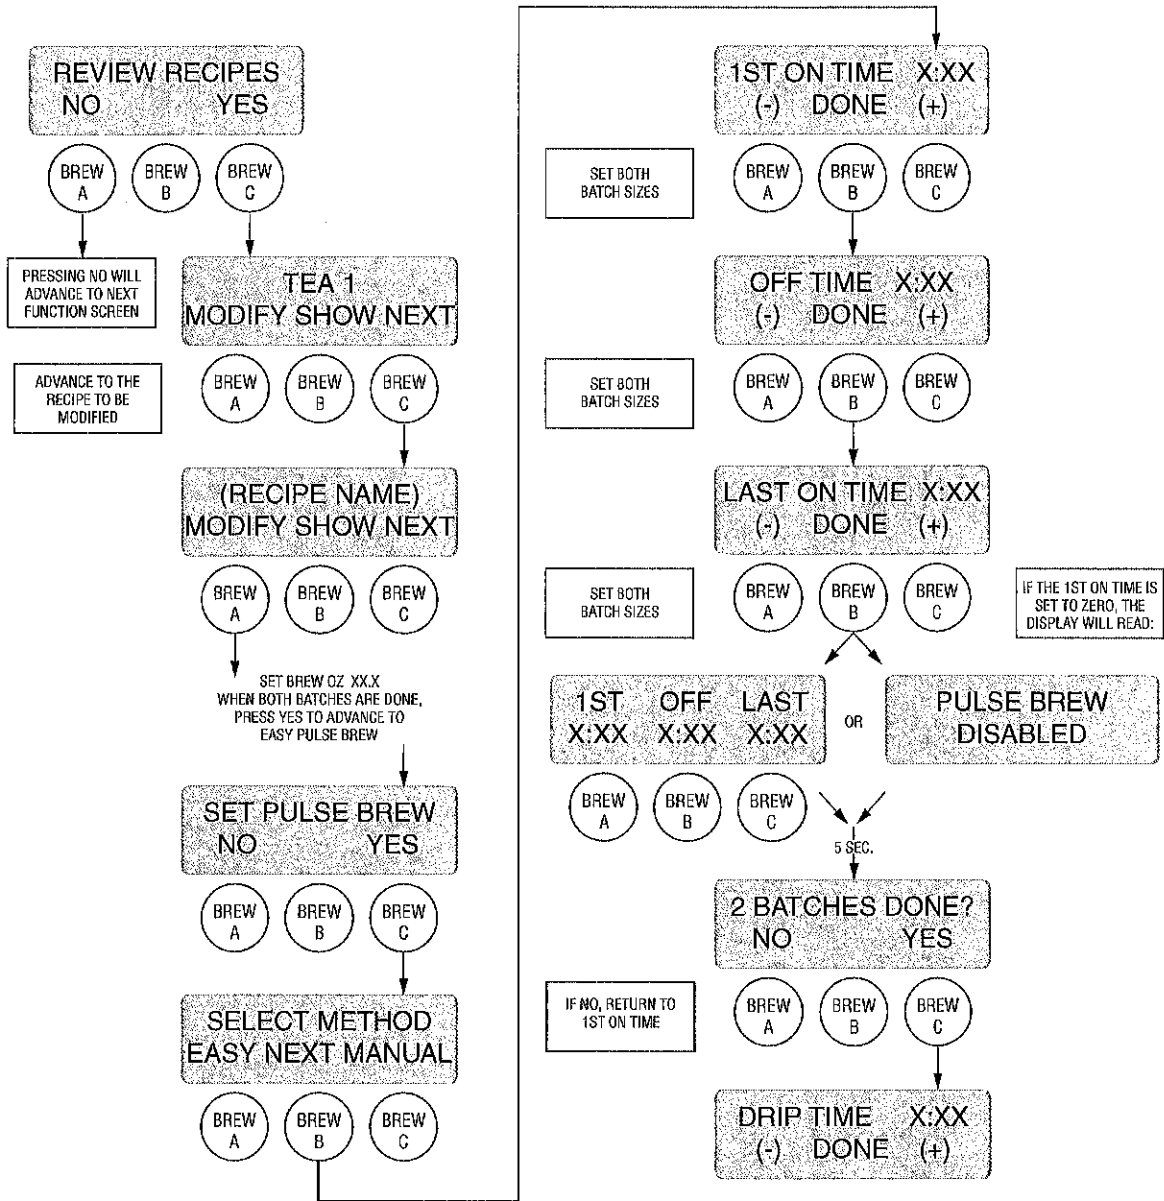 REVIEW RECIPES
NO YES
BREW A BREW B BREW C
PRESSING NO WILL
ADVANCE TO NEXT
FUNCTION SCREEN
TEA 1
MODIFY SHOW NEXT
ADVANCE TO THE
RECIPE TO BE
MODIFIED
BREW A BREW B BREW C
(RECIPE NAME)
MODIFY SHOW NEXT
BREW A BREW B BREW C
SET BREW OZ XX.X
WHEN BOTH BATCHES ARE DONE,
PRESS YES TO ADVANCE TO
EASY PULSE BREW
SET PULSE BREW
NO YES
BREW A BREW B BREW C
SELECT METHOD
EASY NEXT MANUAL
BREW A BREW B BREW C
1ST ON TIME X:XX
(-) DONE (+)
SET BOTH
BATCH SIZES
BREW A BREW B BREW C
OFF TIME X:XX
(-) DONE (+)
SET BOTH
BATCH SIZES
BREW A BREW B BREW C
LAST ON TIME X:XX
(-) DONE (+)
SET BOTH
BATCH SIZES
BREW A BREW B BREW C
IF THE 1ST ON TIME IS
SET TO ZERO, THE
DISPLAY WILL READ:
1ST OFF LAST
X:XX X:XX X:XX
OR
PULSE BREW
DISABLED
BREW A BREW B BREW C
5 SEC.
2 BATCHES DONE?
NO YES
IF NO, RETURN TO
1ST ON TIME
BREW A BREW B BREW C
DRIP TIME X:XX
(-) DONE (+)